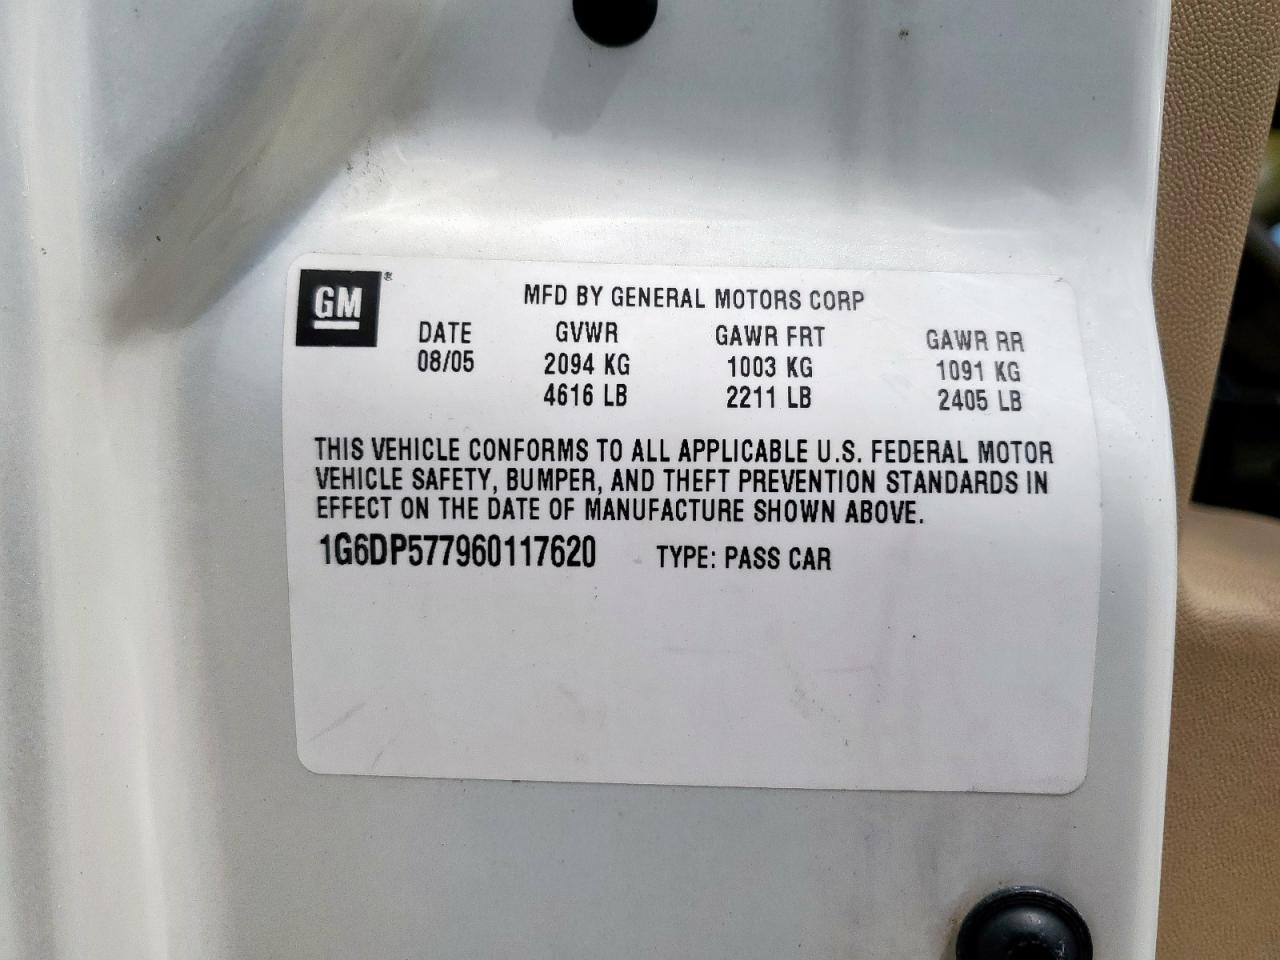 GM®
MFD BY GENERAL MOTORS CORP
DATE GVWR GAWR FRT GAWR RR
08/05 2094 KG 1003 KG 1091 KG
4616 LB 2211 LB 2405 LB
THIS VEHICLE CONFORMS TO ALL APPLICABLE U.S. FEDERAL MOTOR
VEHICLE SAFETY, BUMPER, AND THEFT PREVENTION STANDARDS IN
EFFECT ON THE DATE OF MANUFACTURE SHOWN ABOVE.
1G6DP577960117620 TYPE: PASS CAR